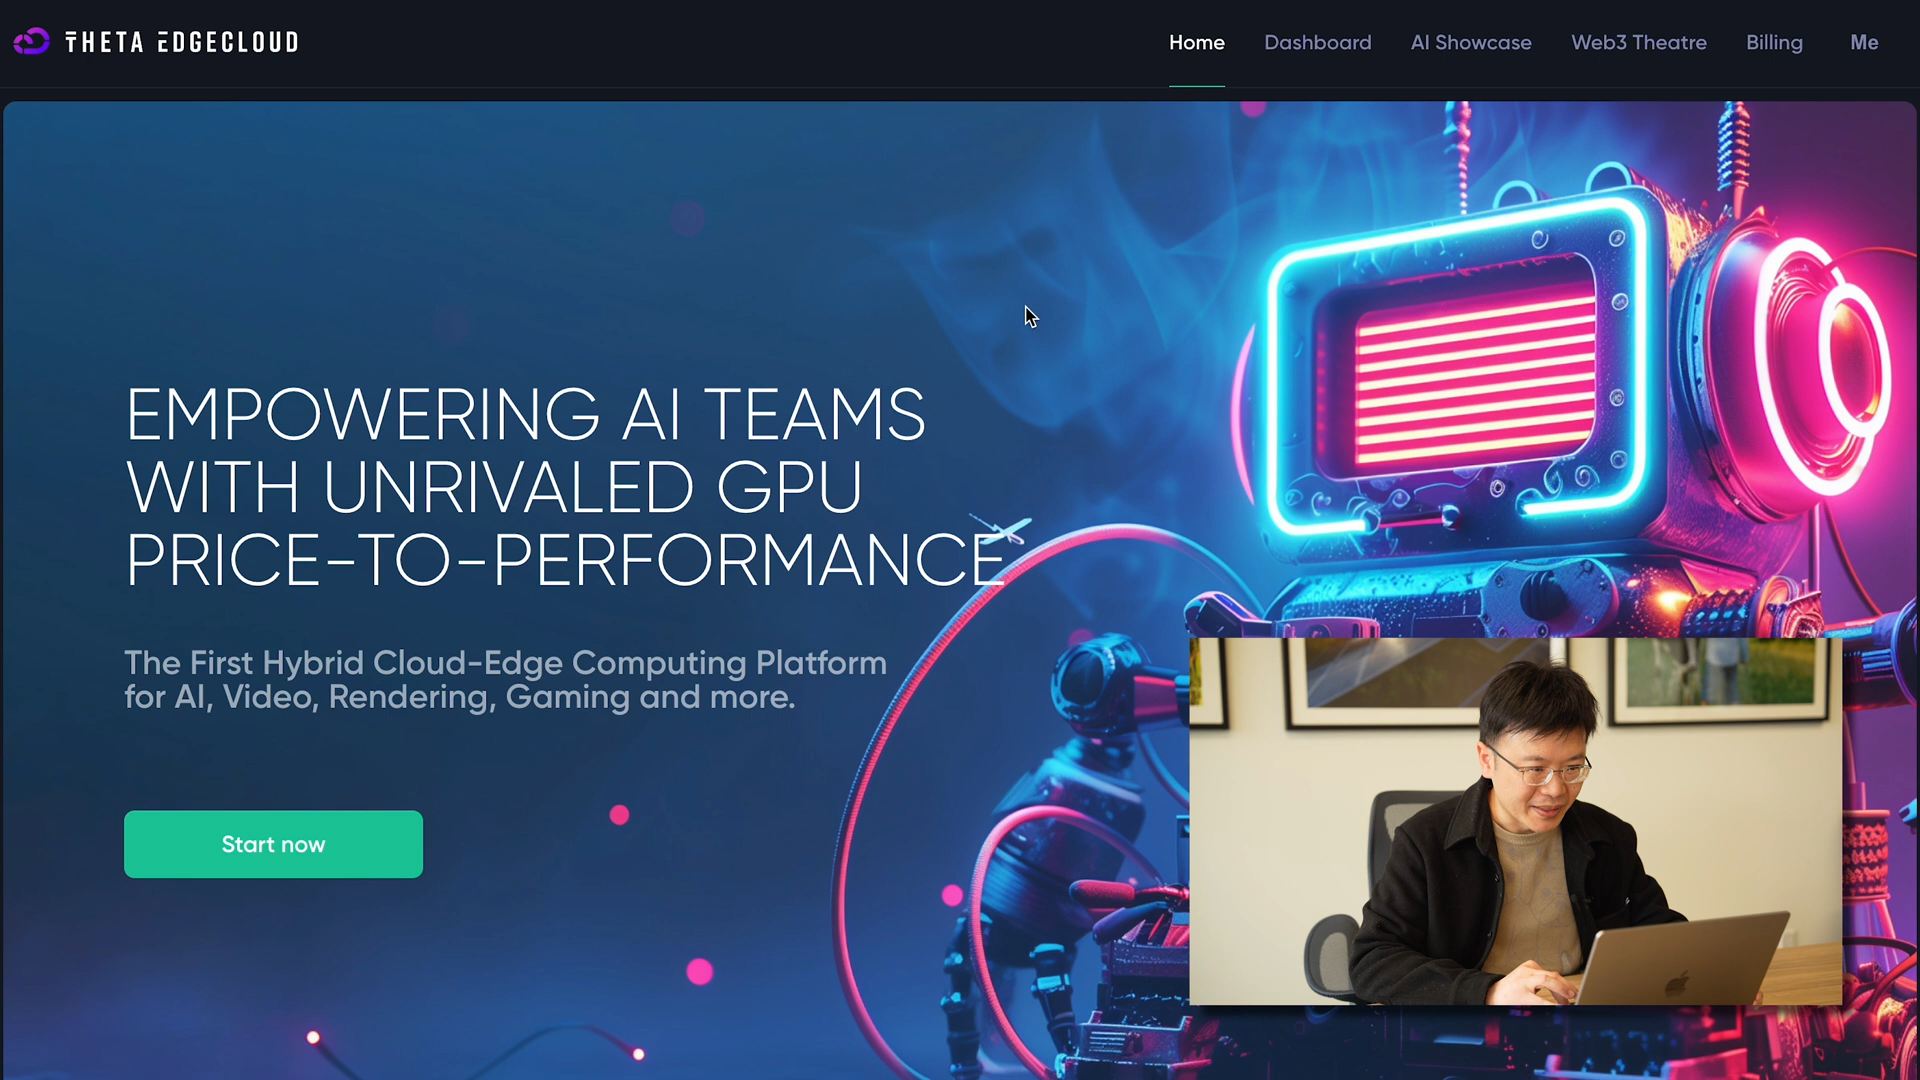 THETA EDGECLOUD
Home
Dashboard
AI Showcase
Web3 Theatre
Billing
Me
EMPOWERING AI TEAMS
WITH UNRIVALED GPU
PRICE-TO-PERFORMANCE
The First Hybrid Cloud-Edge Computing Platform
for AI, Video, Rendering, Gaming and more.
Start now